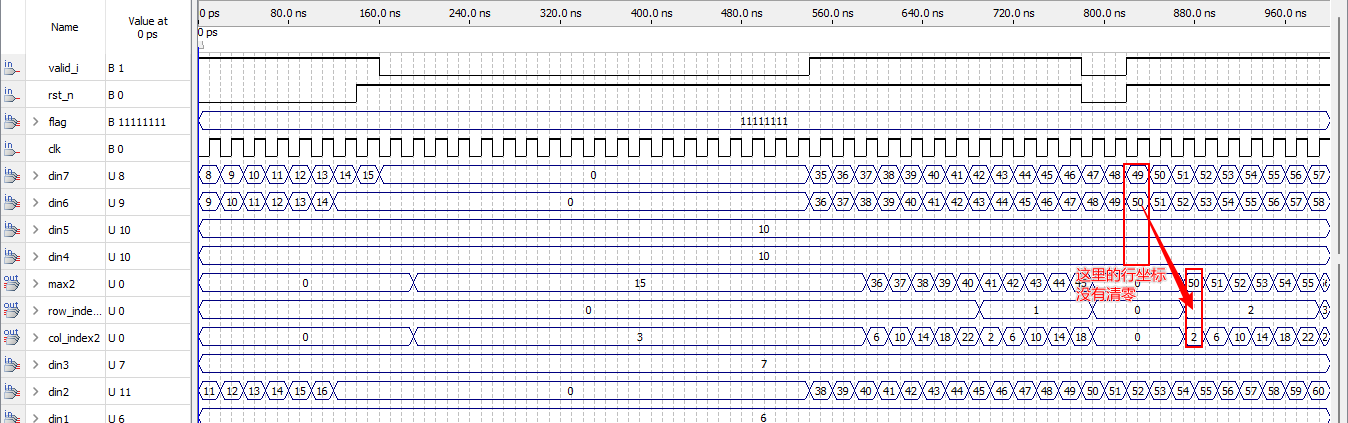 Name Value at 0 ps
0 ps 80.0 ns 160.0 ns 240.0 ns 320.0 ns 400.0 ns 480.0 ns 560.0 ns 640.0 ns 720.0 ns 800.0 ns 880.0 ns 960.0 ns
0 ps
in valid_i B 1
in rst_n B 0
in > flag B 11111111 11111111
in clk B 0
in > din7 U 8 8 9 10 11 12 13 14 15 0 35 36 37 38 39 40 41 42 43 44 45 46 47 48 49 50 51 52 53 54 55 56 57
in > din6 U 9 9 10 11 12 13 14 0 36 37 38 39 40 41 42 43 44 45 46 47 48 49 50 51 52 53 54 55 56 57 58
in > din5 U 10 10
in > din4 U 10 10
out > max2 U 0 0 15 36 37 38 39 40 41 42 43 44 0 50 51 52 53 54 55
out > row_inde... U 0 0 1 0 2 3
out > col_index2 U 0 0 3 6 10 14 18 22 2 6 10 14 18 0 2 6 10 14 18 22 2
in > din3 U 7 7
in > din2 U 11 11 12 13 14 15 16 0 38 39 40 41 42 43 44 45 46 47 48 49 50 51 52 53 54 55 56 57 58 59 60
in > din1 U 6 6
这里的行坐标
没有清零